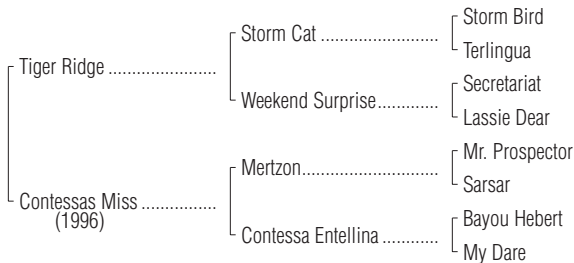 Storm Bird
Storm Cat ..........................
Terlingua
Tiger Ridge ........................
Secretariat
Weekend Surprise.............
Lassie Dear
Mr. Prospector
Mertzon..............................
Sarsar
Contessas Miss ................
(1996)
Bayou Hebert
Contessa Entellina ............
My Dare